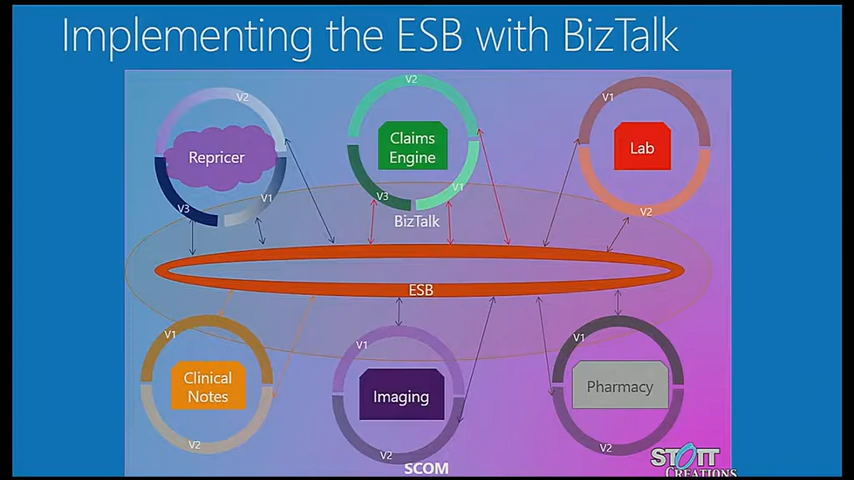 Implementing the ESB with BizTalk
V2
Repricer
V3
V1
V2
Claims
Engine
V3
V1
V1
Lab
V2
BizTalk
ESB
V1
Clinical
Notes
V2
V1
Imaging
V2
V1
Pharmacy
V2
SCOM
STOTT
CREATIONS